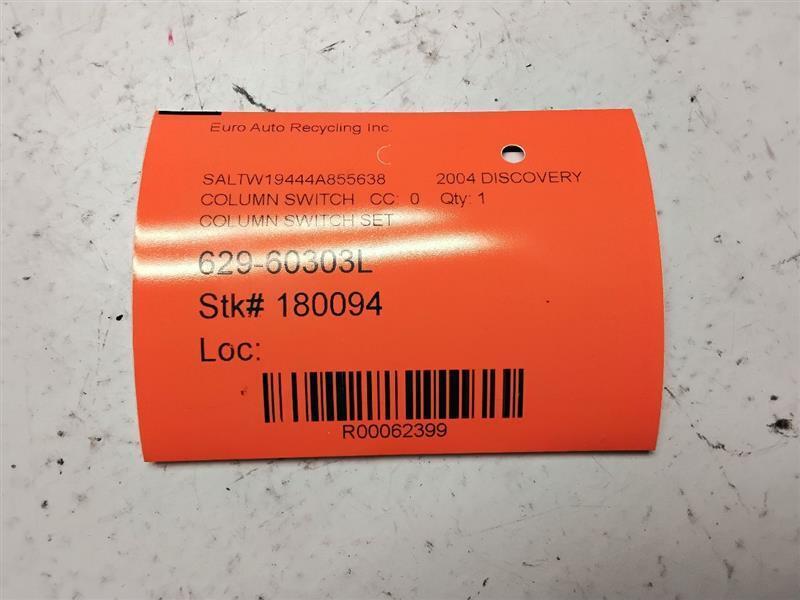 Euro Auto Recycling Inc.
SALTW19444A855638 2004 DISCOVERY
COLUMN SWITCH CC: 0 Qty: 1
COLUMN SWITCH SET
629-60303L
Stk# 180094
Loc:
R00062399